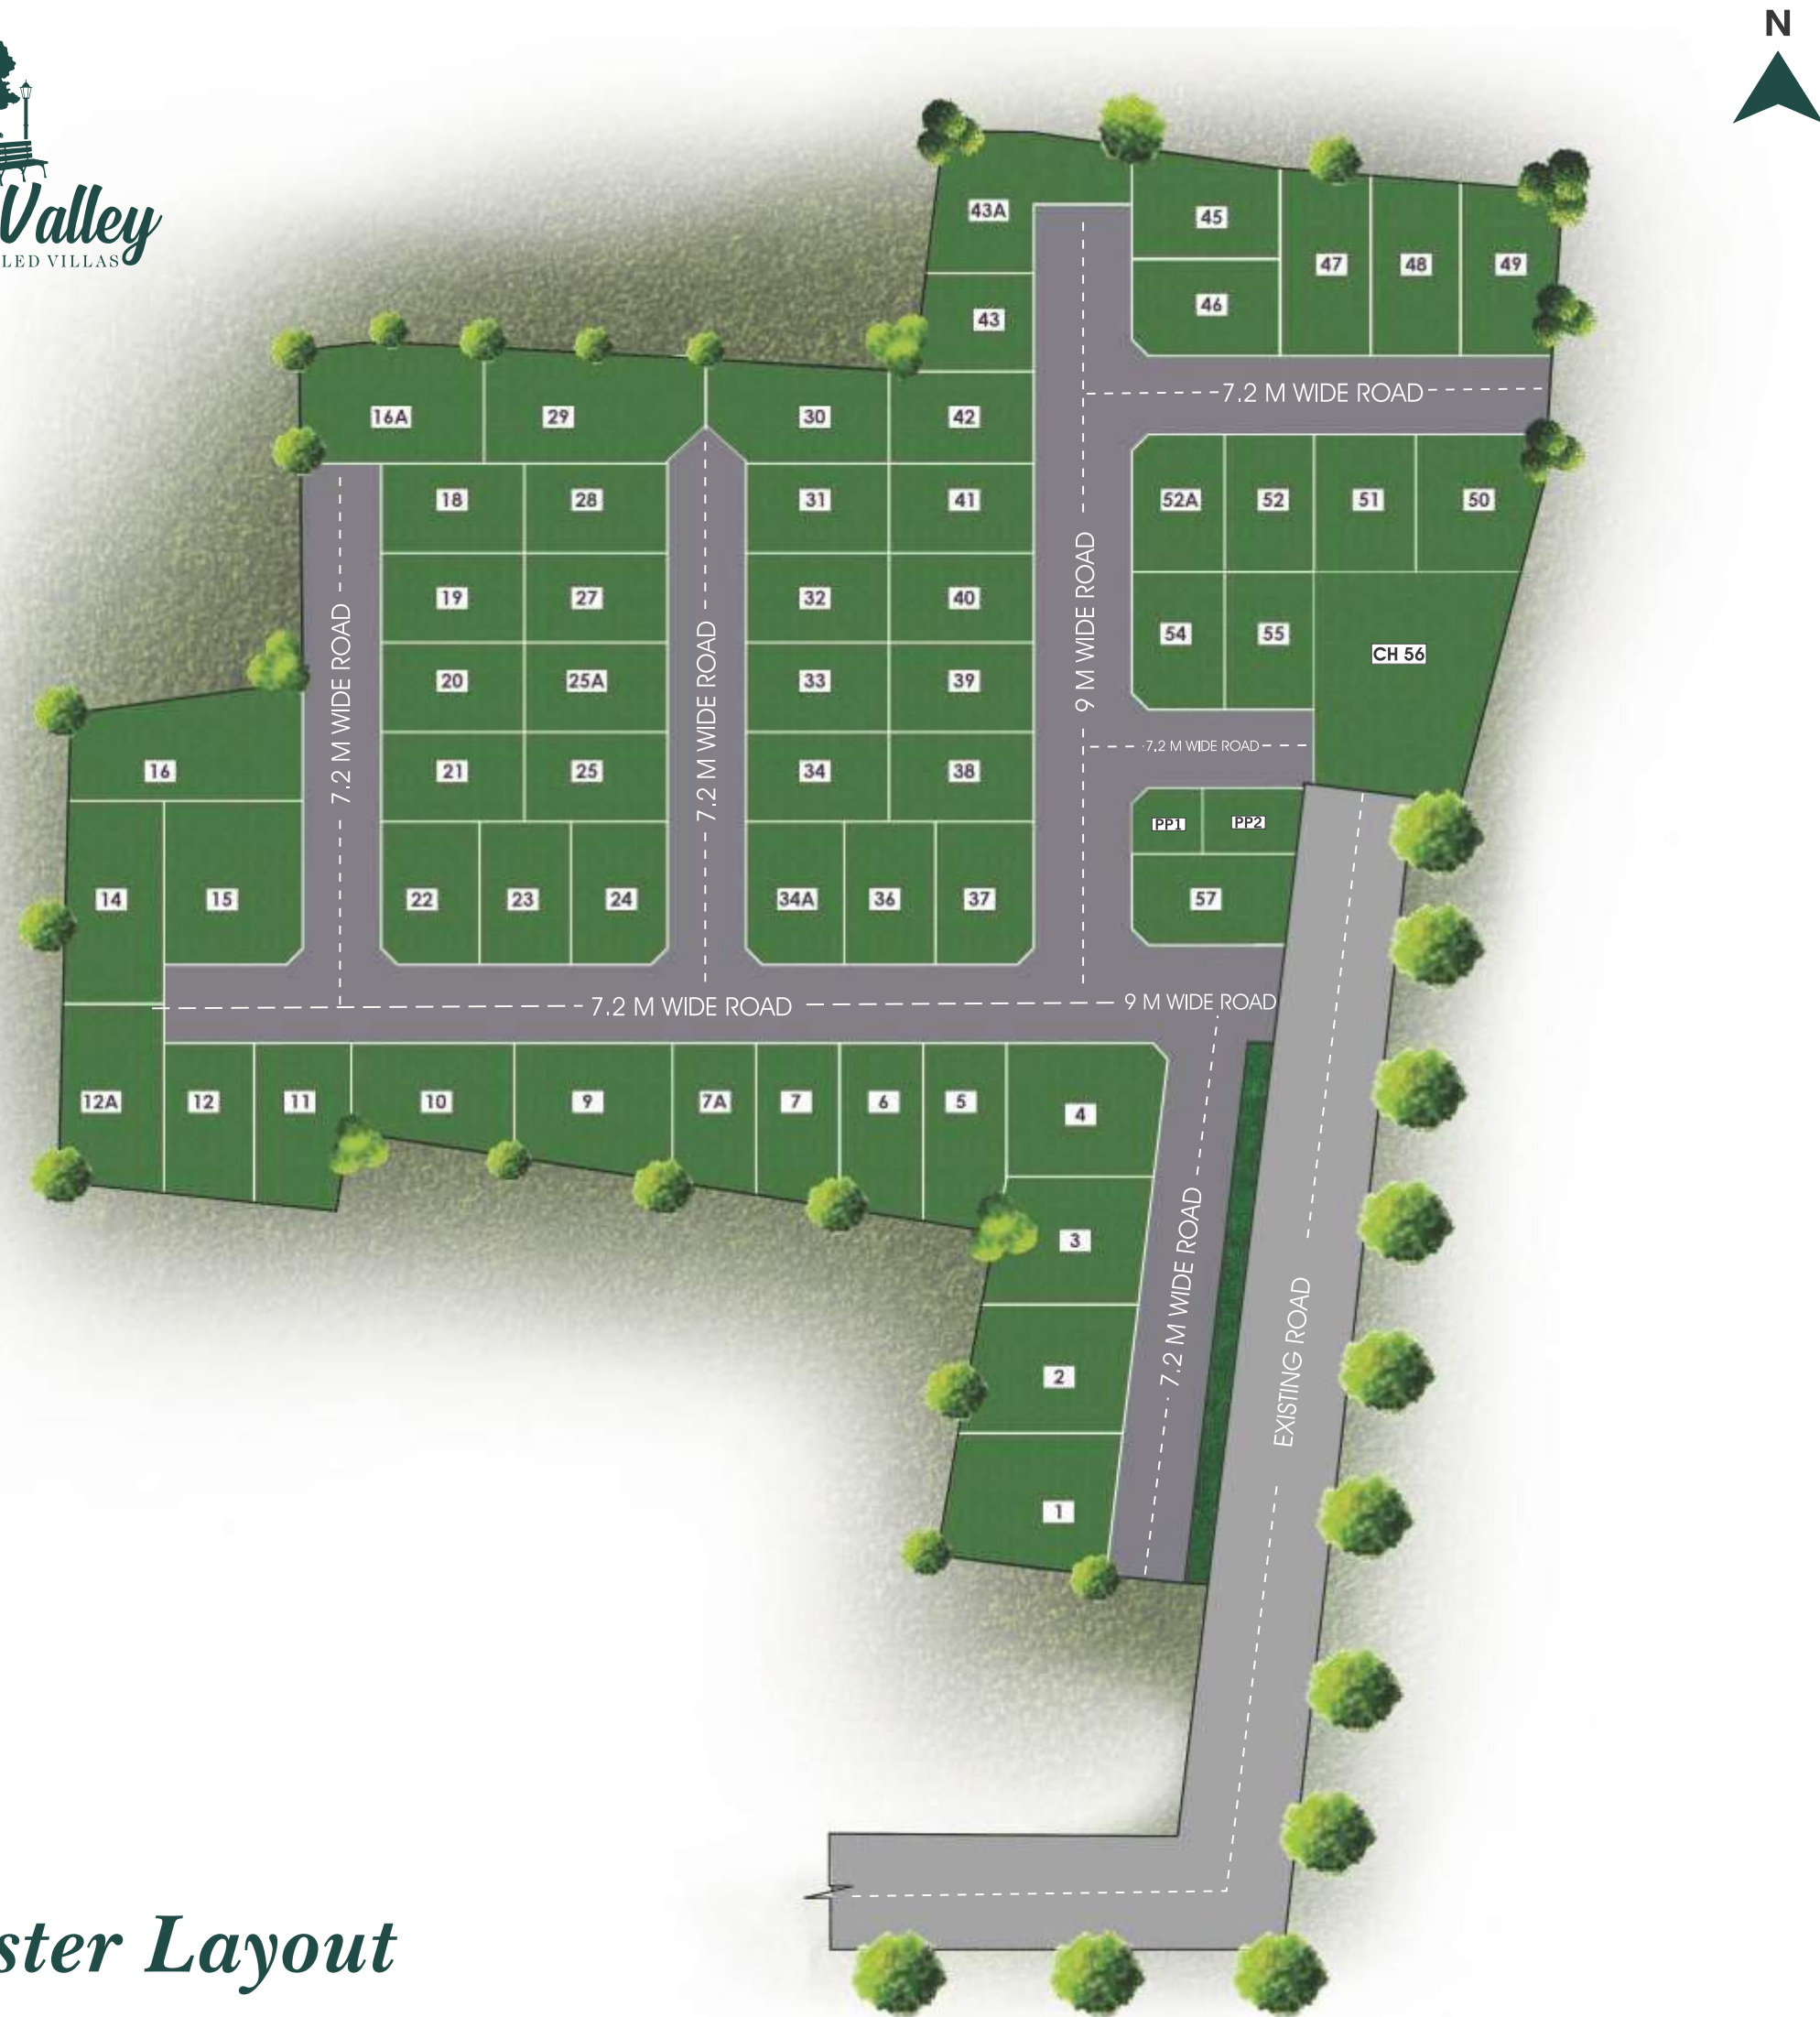 N
Valley
LED VILLAS
43A
45
47
48
49
46
43
7.2 M WIDE ROAD
16A
29
30
42
18
28
31
41
52A
52
51
50
9 M WIDE ROAD
19
27
32
40
54
55
CH 56
7.2 M WIDE ROAD
7.2 M WIDE ROAD
20
25A
33
39
7.2 M WIDE ROAD
16
21
25
34
38
PP1
PP2
14
15
22
23
24
34A
36
37
57
7.2 M WIDE ROAD
9 M WIDE ROAD
12A
12
11
10
9
7A
7
6
5
4
3
7.2 M WIDE ROAD
EXISTING ROAD
2
1
ster Layout